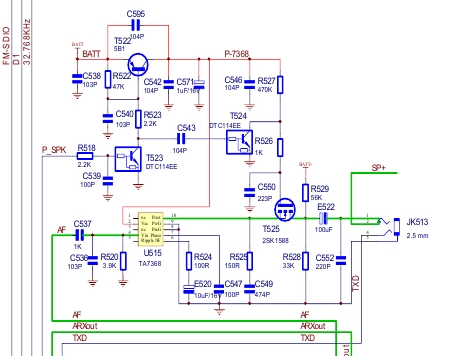 FM-SDIO
D1
32.768KHz
C595
104P
T522
5B1
BATT
BATT
P-7368
C538
103P
R522
47K
C542
104P
C571
1uF/16V
C546
104P
R527
470K
C540
103P
R523
2.2K
C543
104P
T524
DTC114EE
R526
1K
P_SPK
R518
2.2K
T523
DTC114EE
C539
100P
C550
223P
BATT-
R529
56K
SP+
T525
2SK1588
E522
100uF
JK513
2.5 mm
AF
C537
1K
C536
103P
R520
3.9K
U515
TA7368
R524
100R
E520
10uF/16V
C547
100P
R525
150R
C549
474P
R528
33K
C552
220P
TXD
AF
AF
ARXout
ARXout
TXD
TXD
out